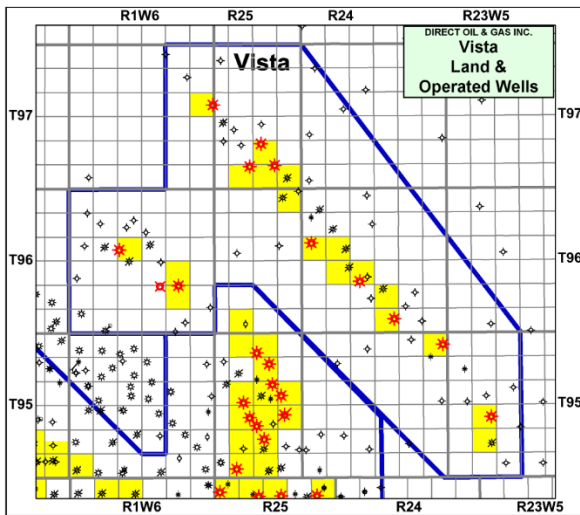 R1W6 R25 R24 R23W5
DIRECT OIL & GAS INC.
Vista
Land &
Operated Wells
Vista
T97 T97
T96 T96
T95 T95
R1W6 R25 R24 R23W5